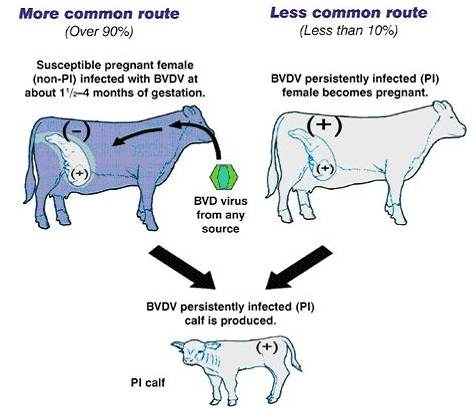 More common route
(Over 90%)
Susceptible pregnant female
(non-PI) infected with BVDV at
about 1 1/2–4 months of gestation.
(-)
(+)
BVD virus
from any
source
Less common route
(Less than 10%)
BVDV persistently infected (PI)
female becomes pregnant.
(+)
(+)
BVDV persistently infected (PI)
calf is produced.
(+)
PI calf